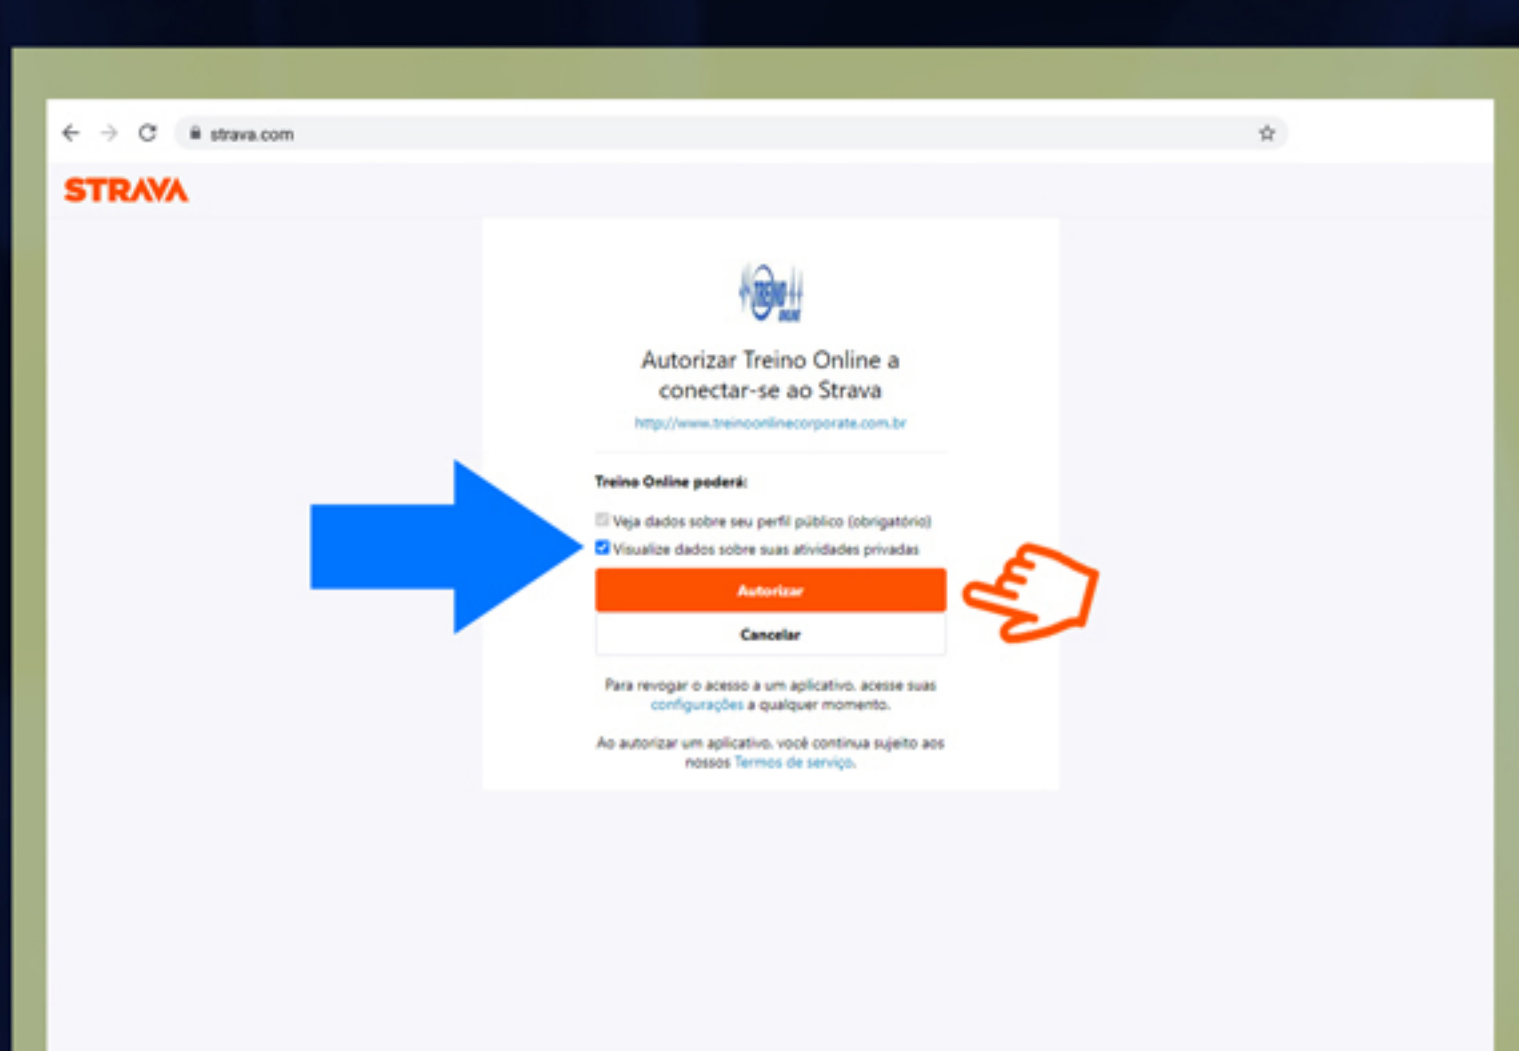 strava.com
STRAVA
TREINO
ONLINE
Autorizar Treino Online a
conectar-se ao Strava
http://www.treinoonlinecorporate.com.br
Treino Online poderá:
Veja dados sobre seu perfil público (obrigatório)
Visualize dados sobre suas atividades privadas
Autorizar
Cancelar
Para revogar o acesso a um aplicativo, acesse suas
configurações a qualquer momento.
Ao autorizar um aplicativo, você continua sujeito aos
nossos Termos de serviço.